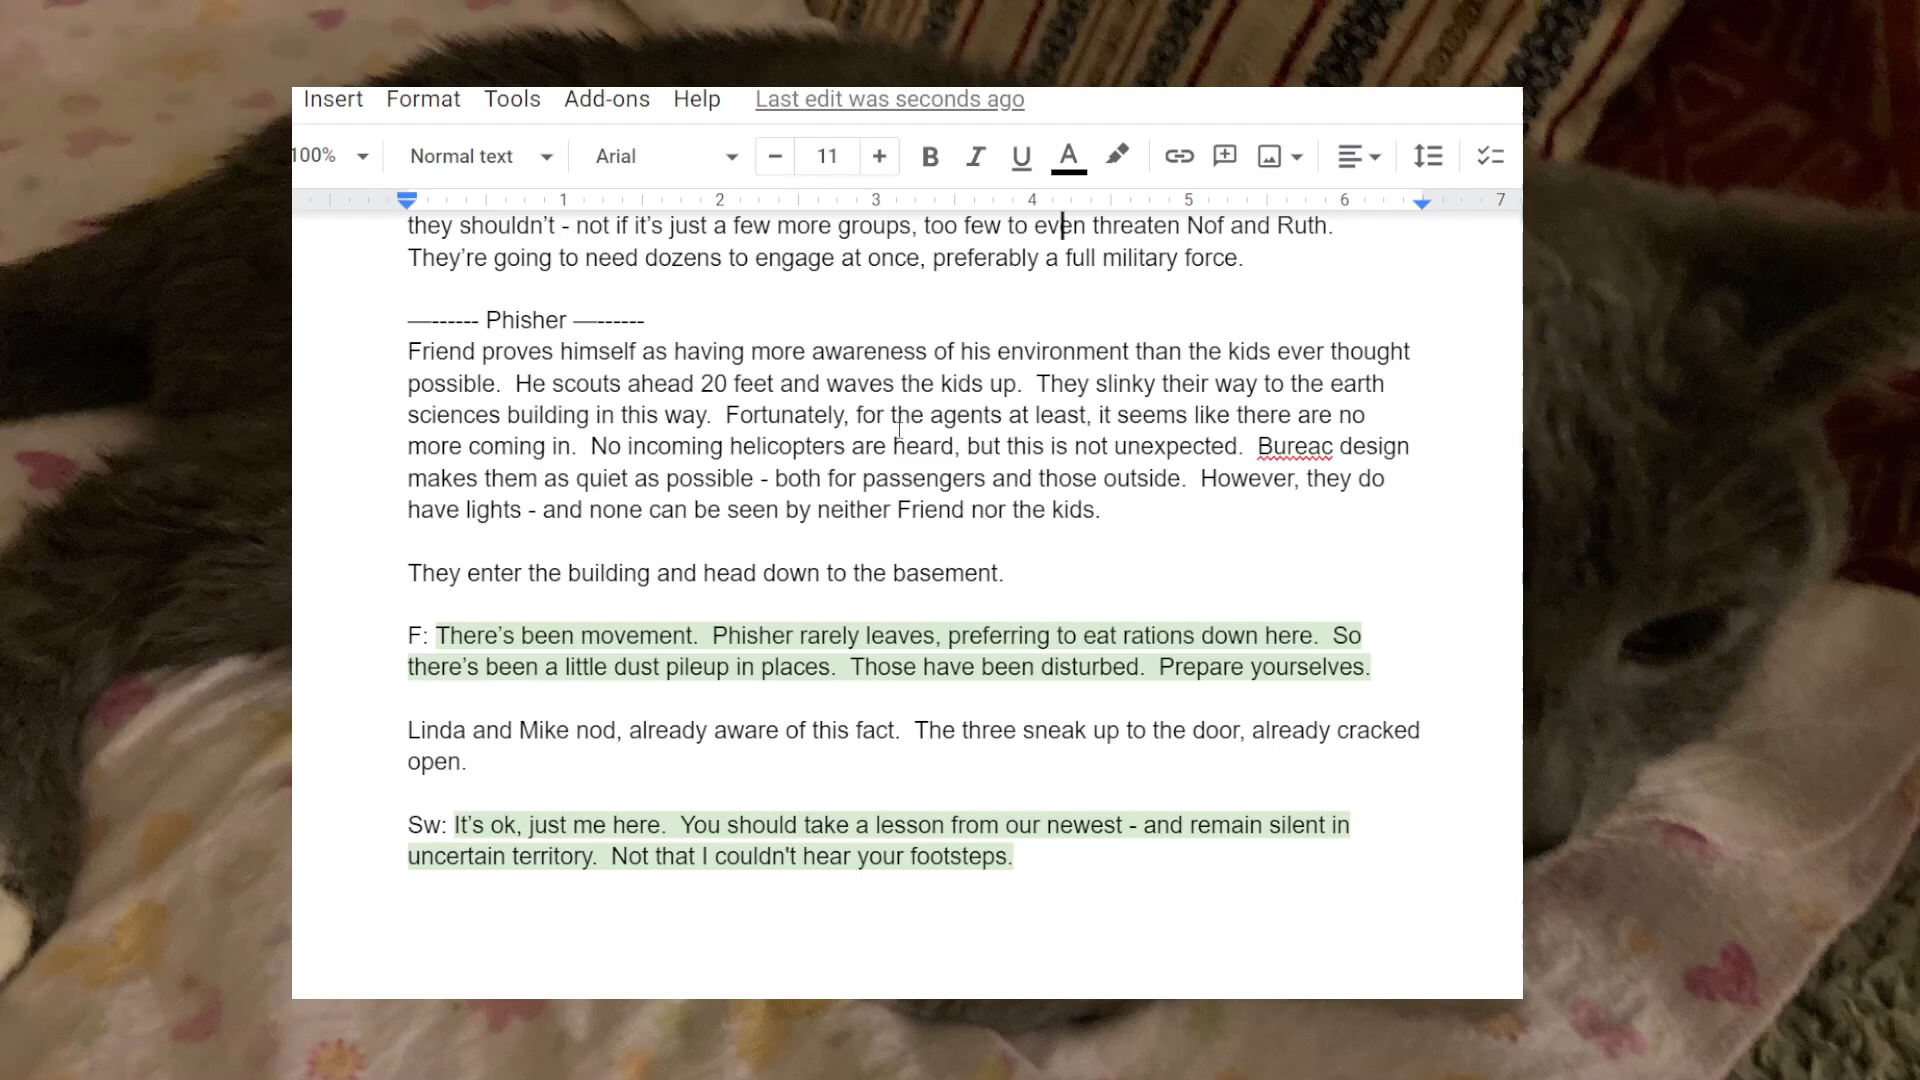 Insert Format Tools Add-ons Help Last edit was seconds ago
100% Normal text Arial 11 B I U A
1 2 3 4 5 6 7
they shouldn’t - not if it’s just a few more groups, too few to even threaten Nof and Ruth.
They’re going to need dozens to engage at once, preferably a full military force.
—------ Phisher —------
Friend proves himself as having more awareness of his environment than the kids ever thought
possible.  He scouts ahead 20 feet and waves the kids up.  They slinky their way to the earth
sciences building in this way.  Fortunately, for the agents at least, it seems like there are no
more coming in.  No incoming helicopters are heard, but this is not unexpected.  Bureac design
makes them as quiet as possible - both for passengers and those outside.  However, they do
have lights - and none can be seen by neither Friend nor the kids.
They enter the building and head down to the basement.
F: There’s been movement.  Phisher rarely leaves, preferring to eat rations down here.  So
there’s been a little dust pileup in places.  Those have been disturbed.  Prepare yourselves.
Linda and Mike nod, already aware of this fact.  The three sneak up to the door, already cracked
open.
Sw: It’s ok, just me here.  You should take a lesson from our newest - and remain silent in
uncertain territory.  Not that I couldn't hear your footsteps.